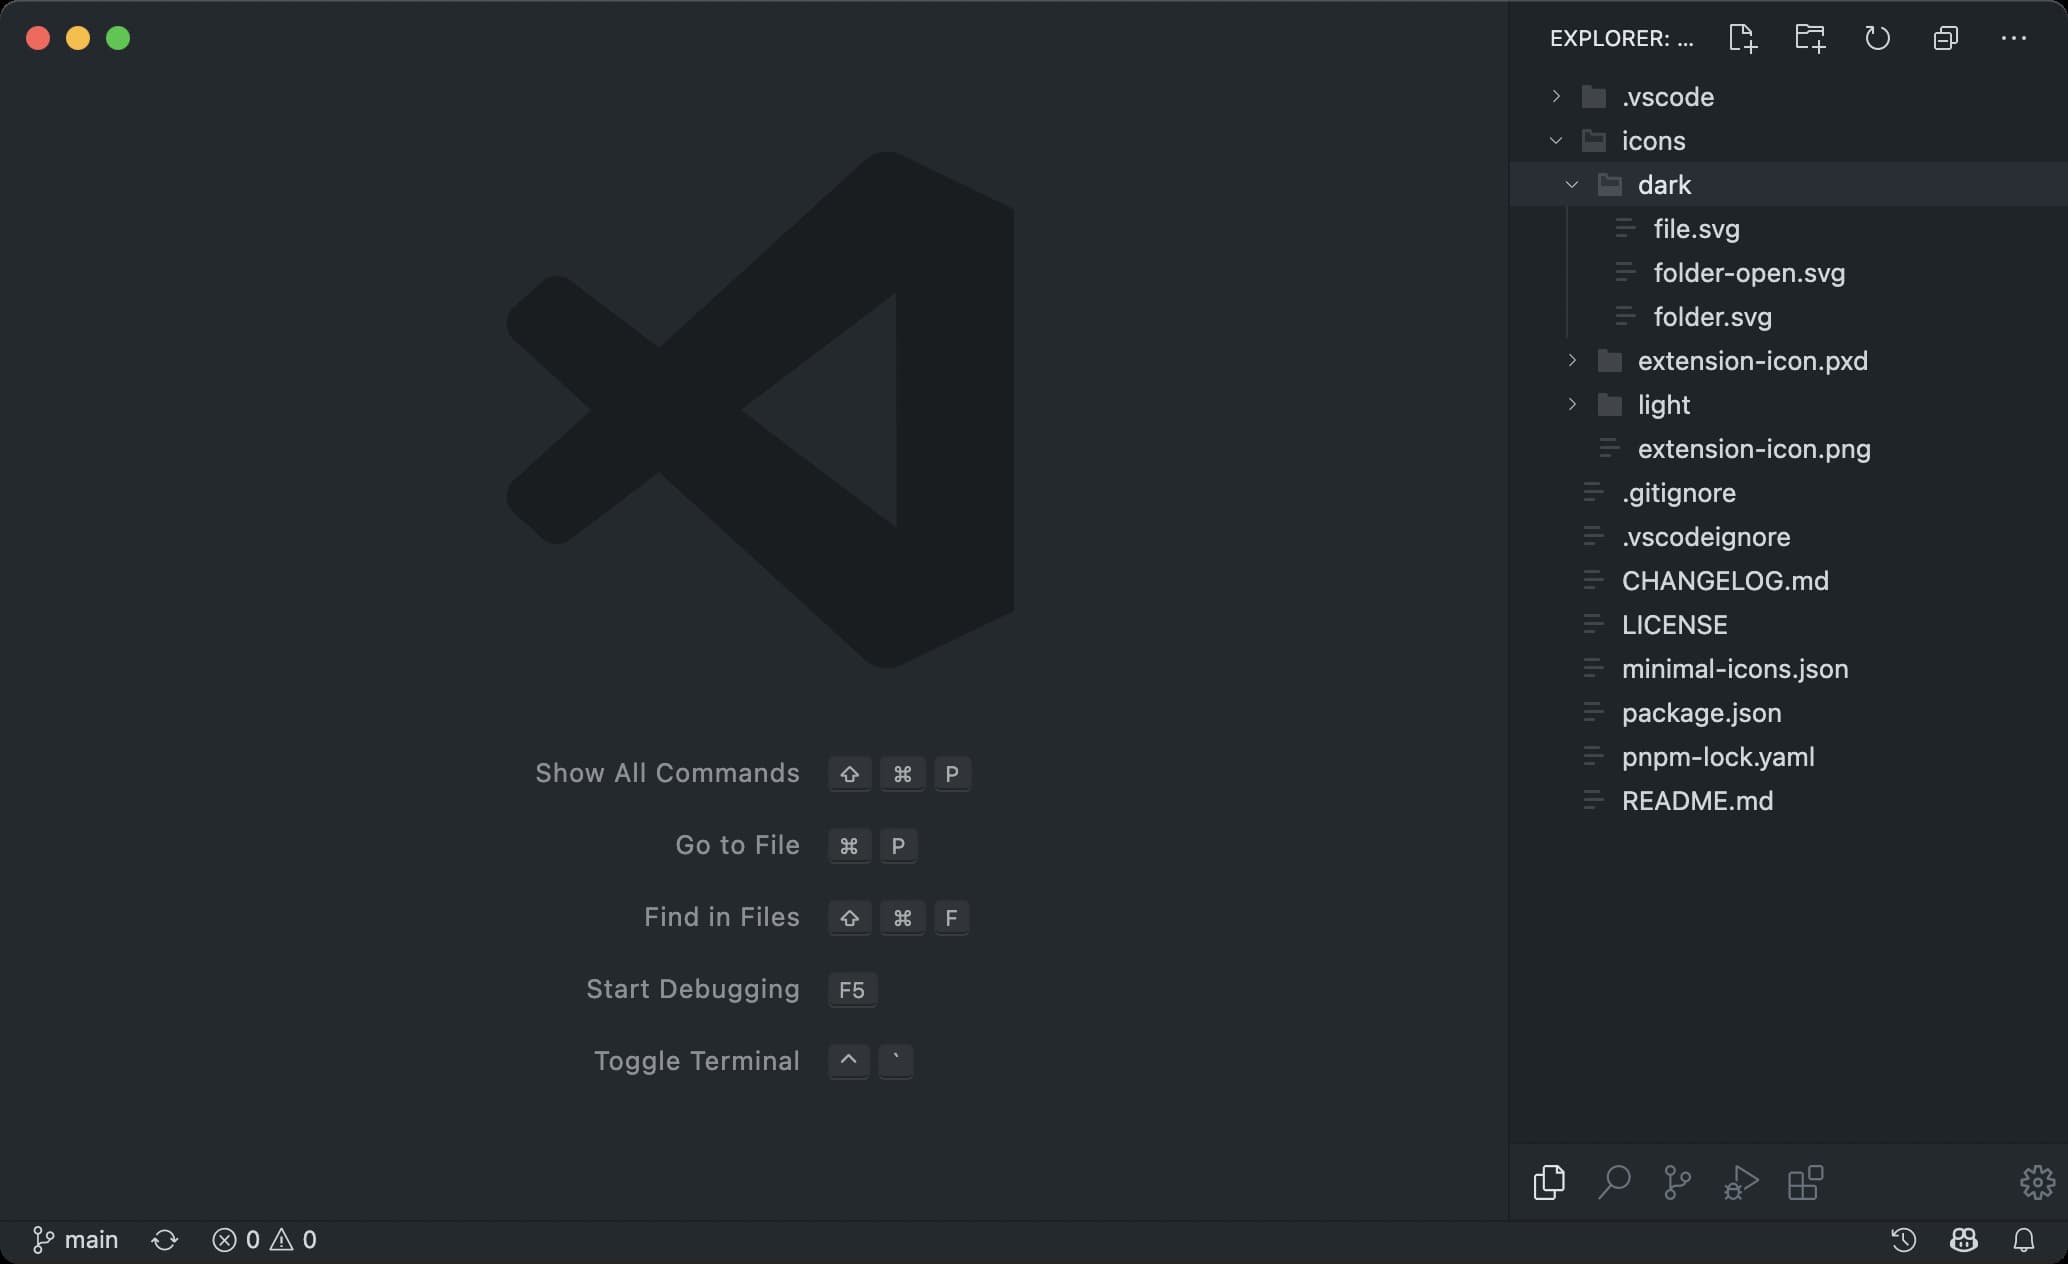 EXPLORER: ...
.vscode
icons
dark
file.svg
folder-open.svg
folder.svg
extension-icon.pxd
light
extension-icon.png
.gitignore
.vscodeignore
CHANGELOG.md
LICENSE
minimal-icons.json
package.json
pnpm-lock.yaml
README.md
Show All Commands ⇧ ⌘ P
Go to File ⌘ P
Find in Files ⇧ ⌘ F
Start Debugging F5
Toggle Terminal ^ `
main 0 0